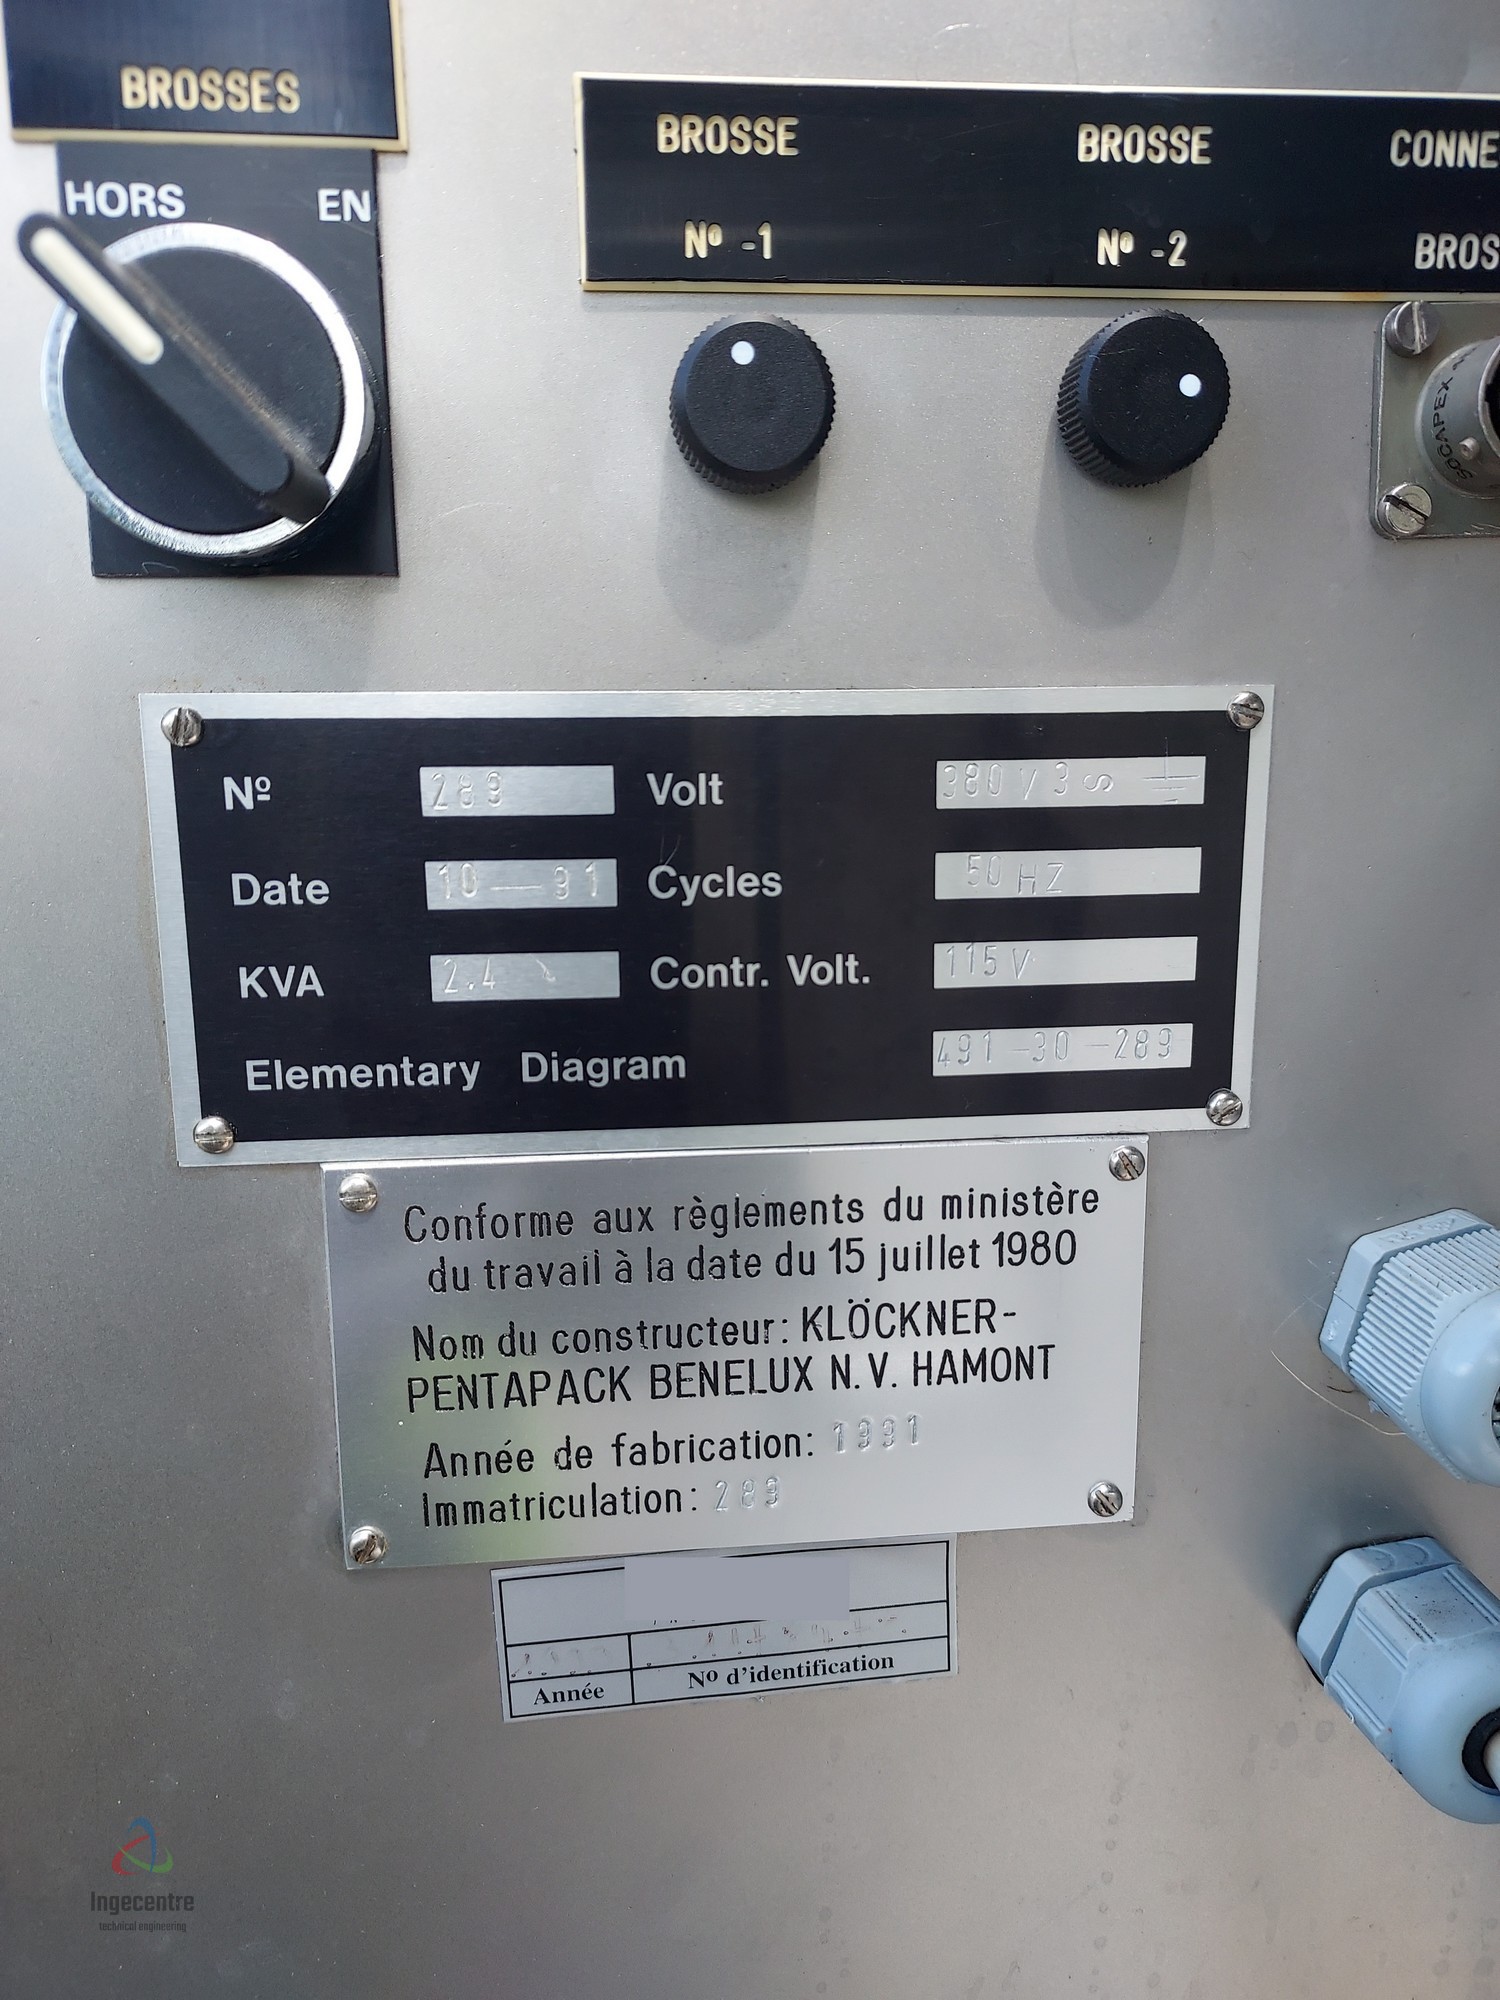 BROSSES
HORS EN
BROSSE BROSSE CONNE
Nº -1 Nº -2 BROS
SOCAPEX
Nº 289 Volt 380 V 3 S
Date 10 — 91 Cycles 50 HZ
KVA 2.4 Contr. Volt. 115 V
Elementary Diagram 491 -30 -289
Conforme aux règlements du ministère
du travail à la date du 15 juillet 1980
Nom du constructeur: KLÖCKNER-
PENTAPACK BENELUX N.V. HAMONT
Année de fabrication: 1991
Immatriculation: 289
Année Nº d'identification
Ingecentre
technical engineering